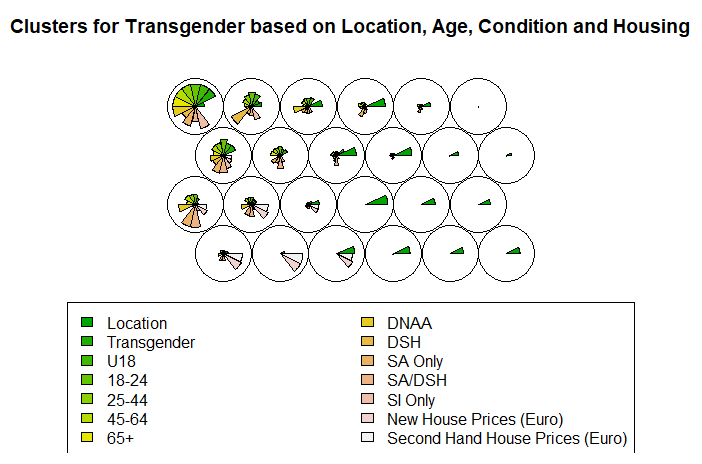 Clusters for Transgender based on Location, Age, Condition and Housing
Location
Transgender
U18
18-24
25-44
45-64
65+
DNAA
DSH
SA Only
SA/DSH
SI Only
New House Prices (Euro)
Second Hand House Prices (Euro)